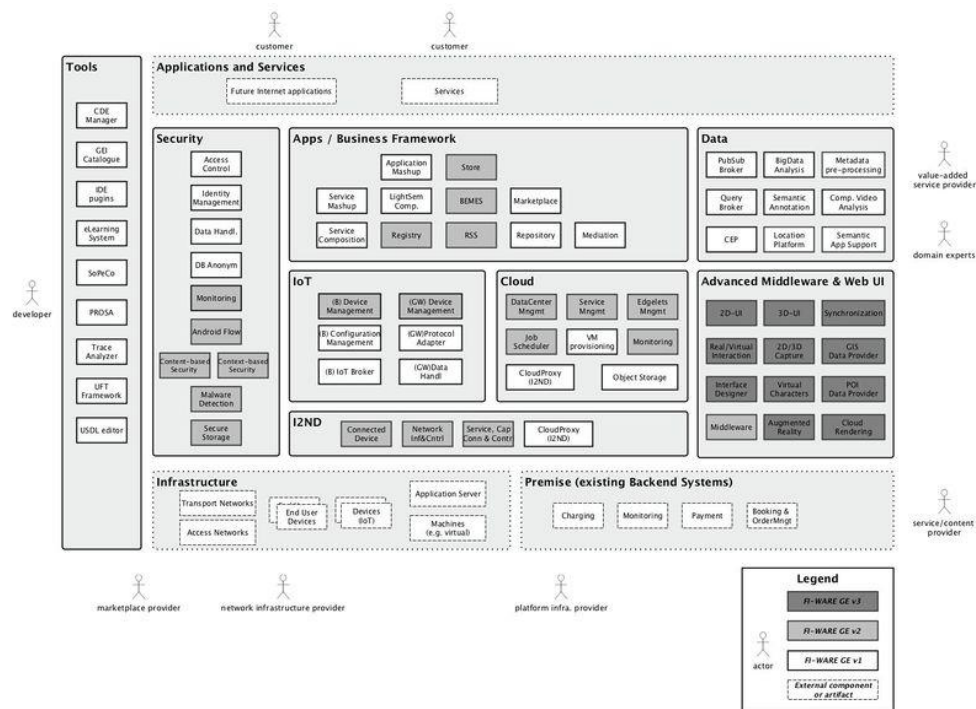 customer
customer
Tools
CDE
Manager
GEI
Catalogue
IDE
pugins
eLearning
System
SoPeCo
PROSA
Trace
Analyzer
UFT
Framework
USDL editor
developer
Applications and Services
Future Internet applications
Services
Security
Access
Control
Identity
Management
Data Handl.
DB Anonym
Monitoring
Android Flow
Content-based
Security
Context-based
Security
Malware
Detection
Secure
Storage
Apps / Business Framework
Application
Mashup
Store
Service
Mashup
LightSem
Comp.
BEMES
Marketplace
Service
Composition
Registry
RSS
Repository
Mediation
Data
PubSub
Broker
BigData
Analysis
Metadata
pre-processing
Query
Broker
Semantic
Annotation
Comp. Video
Analysis
CEP
Location
Platform
Semantic
App Support
value-added
service provider
domain experts
IoT
(B) Device
Management
(GW) Device
Management
(B) Configuration
Management
(GW)Protocol
Adapter
(B) IoT Broker
(GW)Data
Handl
Cloud
DataCenter
Mngmt
Service
Mngmt
Edgelets
Mngmt
Job
Scheduler
VM
provisioning
Monitoring
CloudProxy
(I2ND)
Object Storage
Advanced Middleware & Web UI
2D-UI
3D-UI
Synchronization
Real/Virtual
Interaction
2D/3D
Capture
GIS
Data Provider
Interface
Designer
Virtual
Characters
POI
Data Provider
Middleware
Augmented
Reality
Cloud
Rendering
I2ND
Connected
Device
Network
Inf&Cntrl
Service, Cap
Conn & Contr
CloudProxy
(I2ND)
Infrastructure
Transport Networks
Access Networks
End User
Devices
Devices
(IoT)
Application Server
Machines
(e.g. virtual)
Premise (existing Backend Systems)
Charging
Monitoring
Payment
Booking &
OrderMngt
service/content
provider
marketplace provider
network infrastructure provider
platform infra. provider
Legend
FI-WARE GE v3
FI-WARE GE v2
FI-WARE GE v1
External component
or artifact
actor